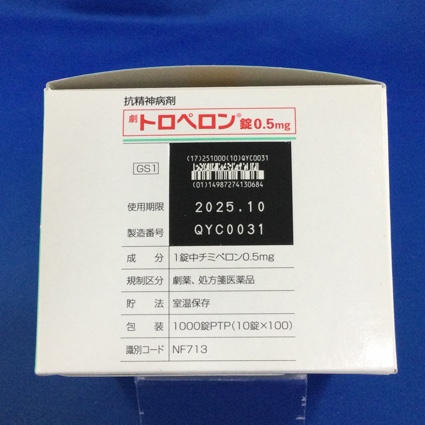 抗精神病剤
劇 トロペロン®錠0.5mg
(17)251000(10)QYC0031
GS1
(01)14987274130684
使用期限 2025.10
製造番号 QYC0031
成分 1錠中チミペロン0.5mg
規制区分 劇薬、処方箋医薬品
貯法 室温保存
包装 1000錠PTP(10錠×100)
識別コード NF713